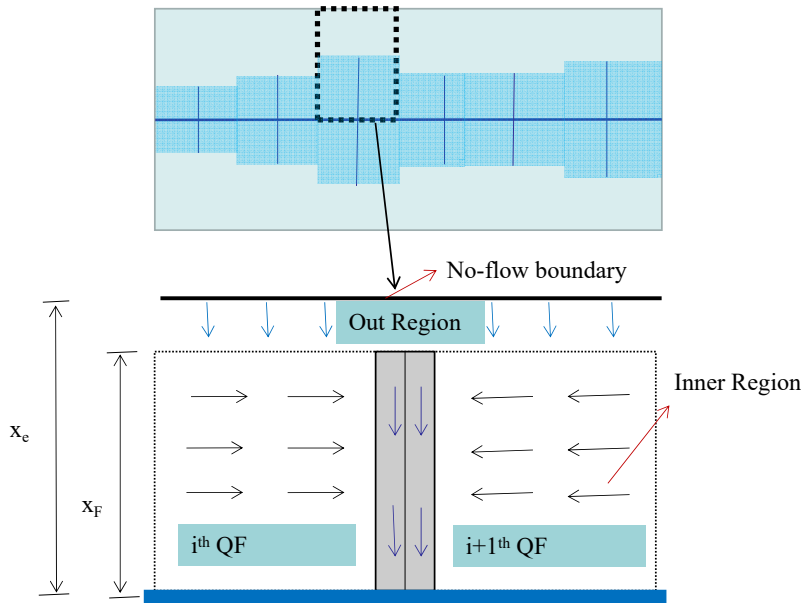 No-flow boundary
Out Region
Inner Region
xe
xF
ith QF
i+1th QF